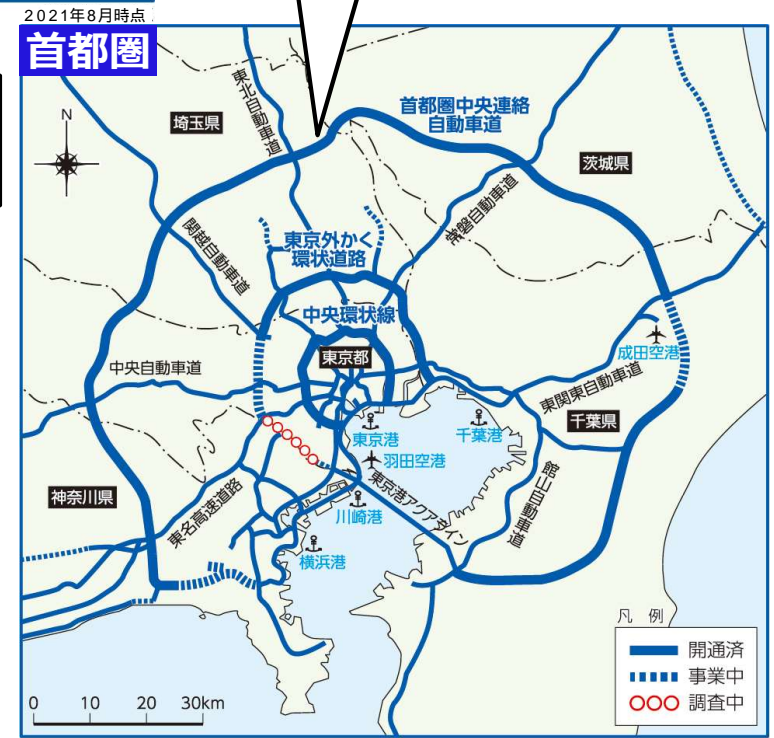 2021年8月時点
首都圏
N
埼玉県
東北自動車道
首都圏中央連絡
自動車道
茨城県
関越自動車道
東京外かく
環状道路
常磐自動車道
中央環状線
東京都
中央自動車道
成田空港
東関東自動車道
千葉県
東京港
千葉港
羽田空港
神奈川県
東名高速道路
川崎港
東京港アクアライン
館山自動車道
横浜港
凡 例
開通済
事業中
調査中
0 10 20 30km